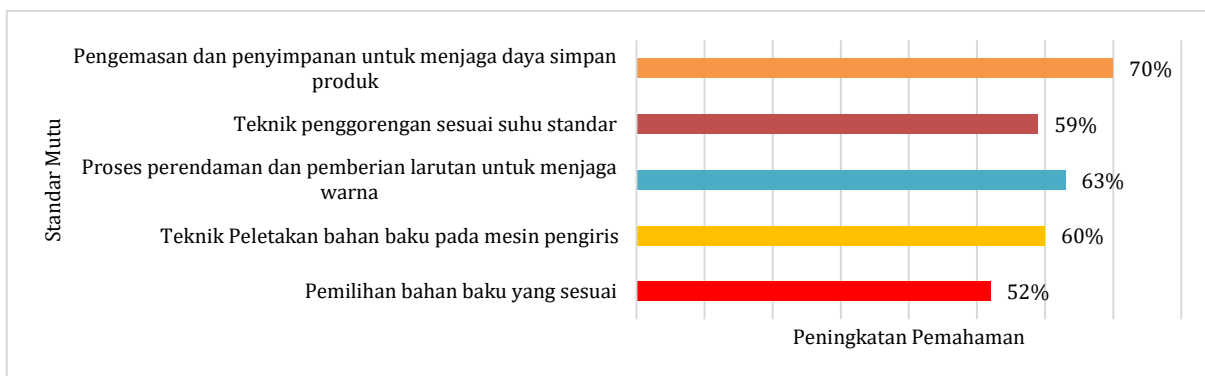 Standar Mutu
Pengemasan dan penyimpanan untuk menjaga daya simpan
produk
70%
Teknik penggorengan sesuai suhu standar
59%
Proses perendaman dan pemberian larutan untuk menjaga
warna
63%
Teknik Peletakan bahan baku pada mesin pengiris
60%
Pemilihan bahan baku yang sesuai
52%
Peningkatan Pemahaman